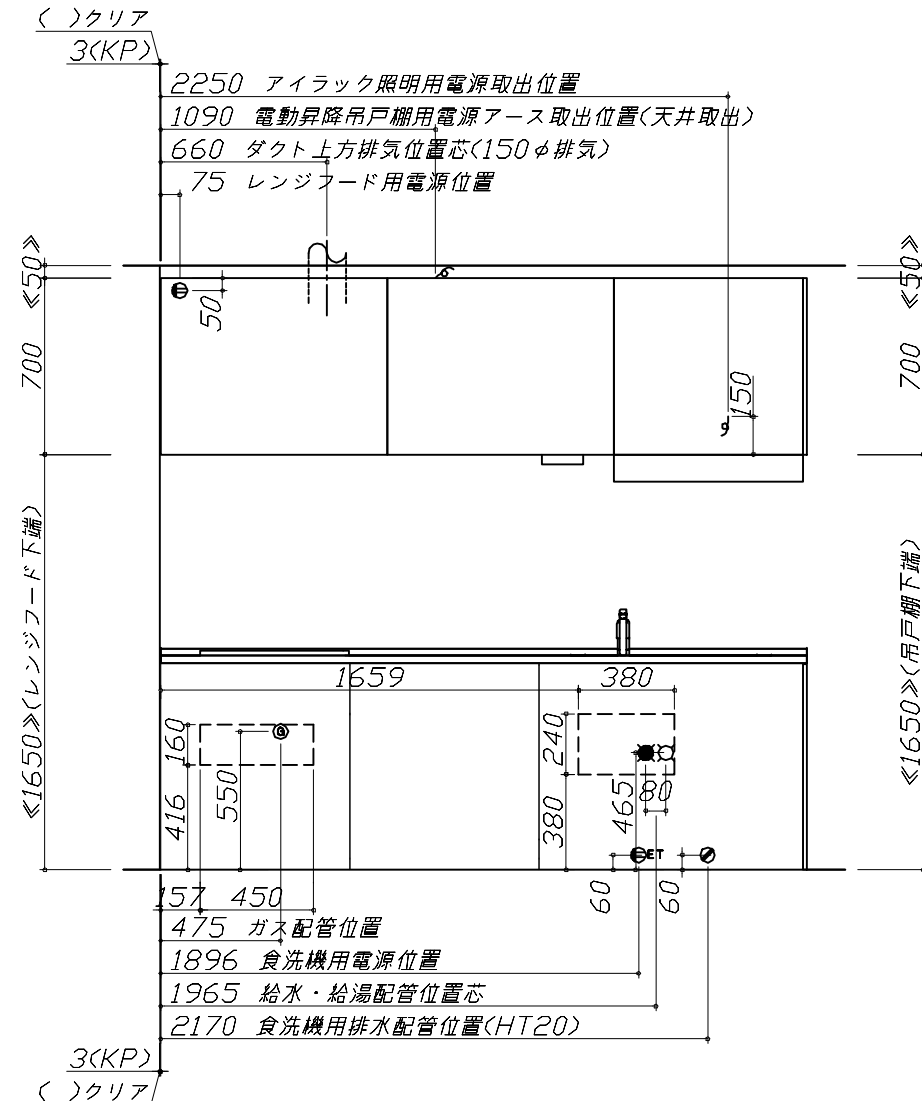 ( )クリア
3(KP)
2250 アイラック照明用電源取出位置
1090 電動昇降吊戸棚用電源アース取出位置(天井取出)
660 ダクト上方排気位置芯(150φ排気)
75 レンジフード用電源位置
≪50≫
≪50≫
50
700
700
150
≪1650≫(レンジフード下端)
≪1650≫(吊戸棚下端)
1659
380
160
G
240
550
465
80
416
380
ET
60
60
157
450
475 ガス配管位置
1896 食洗機用電源位置
1965 給水・給湯配管位置芯
2170 食洗機用排水配管位置(HT20)
3(KP)
( )クリア